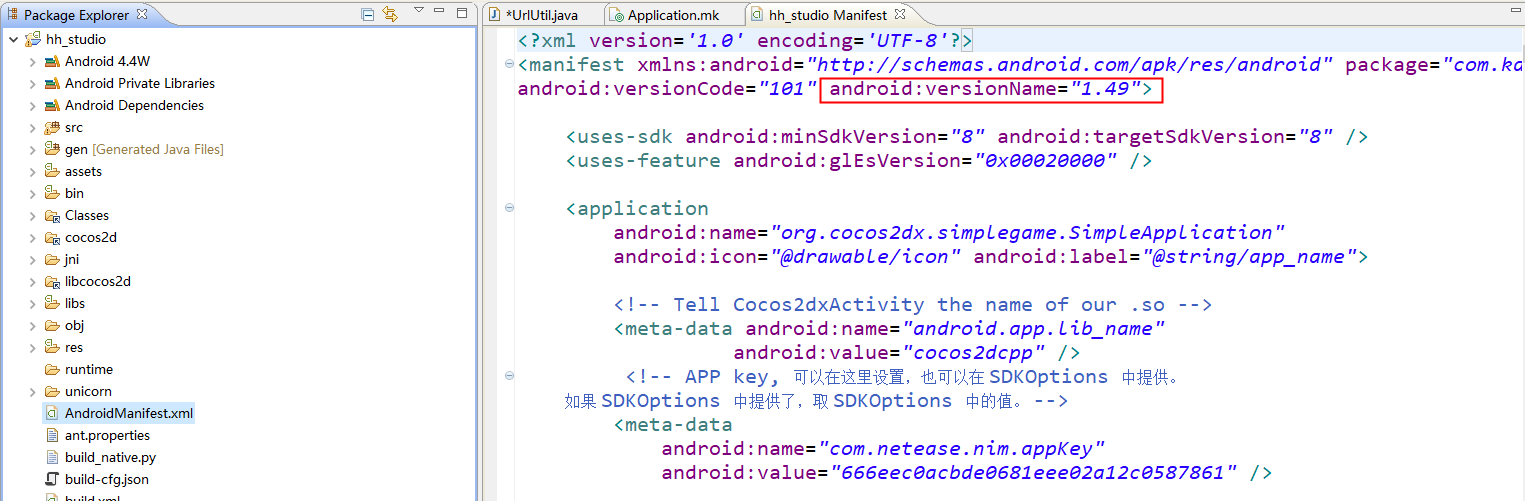 Package Explorer
hh_studio
Android 4.4W
Android Private Libraries
Android Dependencies
src
gen [Generated Java Files]
assets
bin
Classes
cocos2d
jni
libcocos2d
libs
obj
res
runtime
unicorn
AndroidManifest.xml
ant.properties
build_native.py
build-cfg.json
build.xml
*UrlUtil.java
Application.mk
hh_studio Manifest
<?xml version='1.0' encoding='UTF-8'?>
<manifest xmlns:android="http://schemas.android.com/apk/res/android" package="com.ka
android:versionCode="101" android:versionName="1.49">
<uses-sdk android:minSdkVersion="8" android:targetSdkVersion="8" />
<uses-feature android:glEsVersion="0x00020000" />
<application
android:name="org.cocos2dx.simplegame.SimpleApplication"
android:icon="@drawable/icon" android:label="@string/app_name">
<!-- Tell Cocos2dxActivity the name of our .so -->
<meta-data android:name="android.app.lib_name"
android:value="cocos2dcpp" />
<!-- APP key, 可以在这里设置，也可以在 SDKOptions 中提供。
如果 SDKOptions 中提供了，取 SDKOptions 中的值。 -->
<meta-data
android:name="com.netease.nim.appKey"
android:value="666eec0acbde0681eee02a12c0587861" />